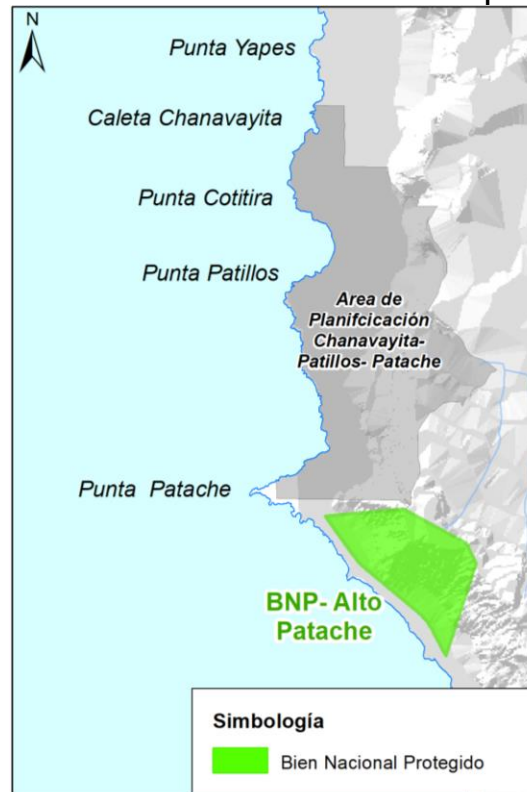 N
Punta Yapes
Caleta Chanavayita
Punta Cotitira
Punta Patillos
Area de
Planifcicación
Chanavayita-
Patillos- Patache
Punta Patache
BNP- Alto
Patache
Simbología
Bien Nacional Protegido